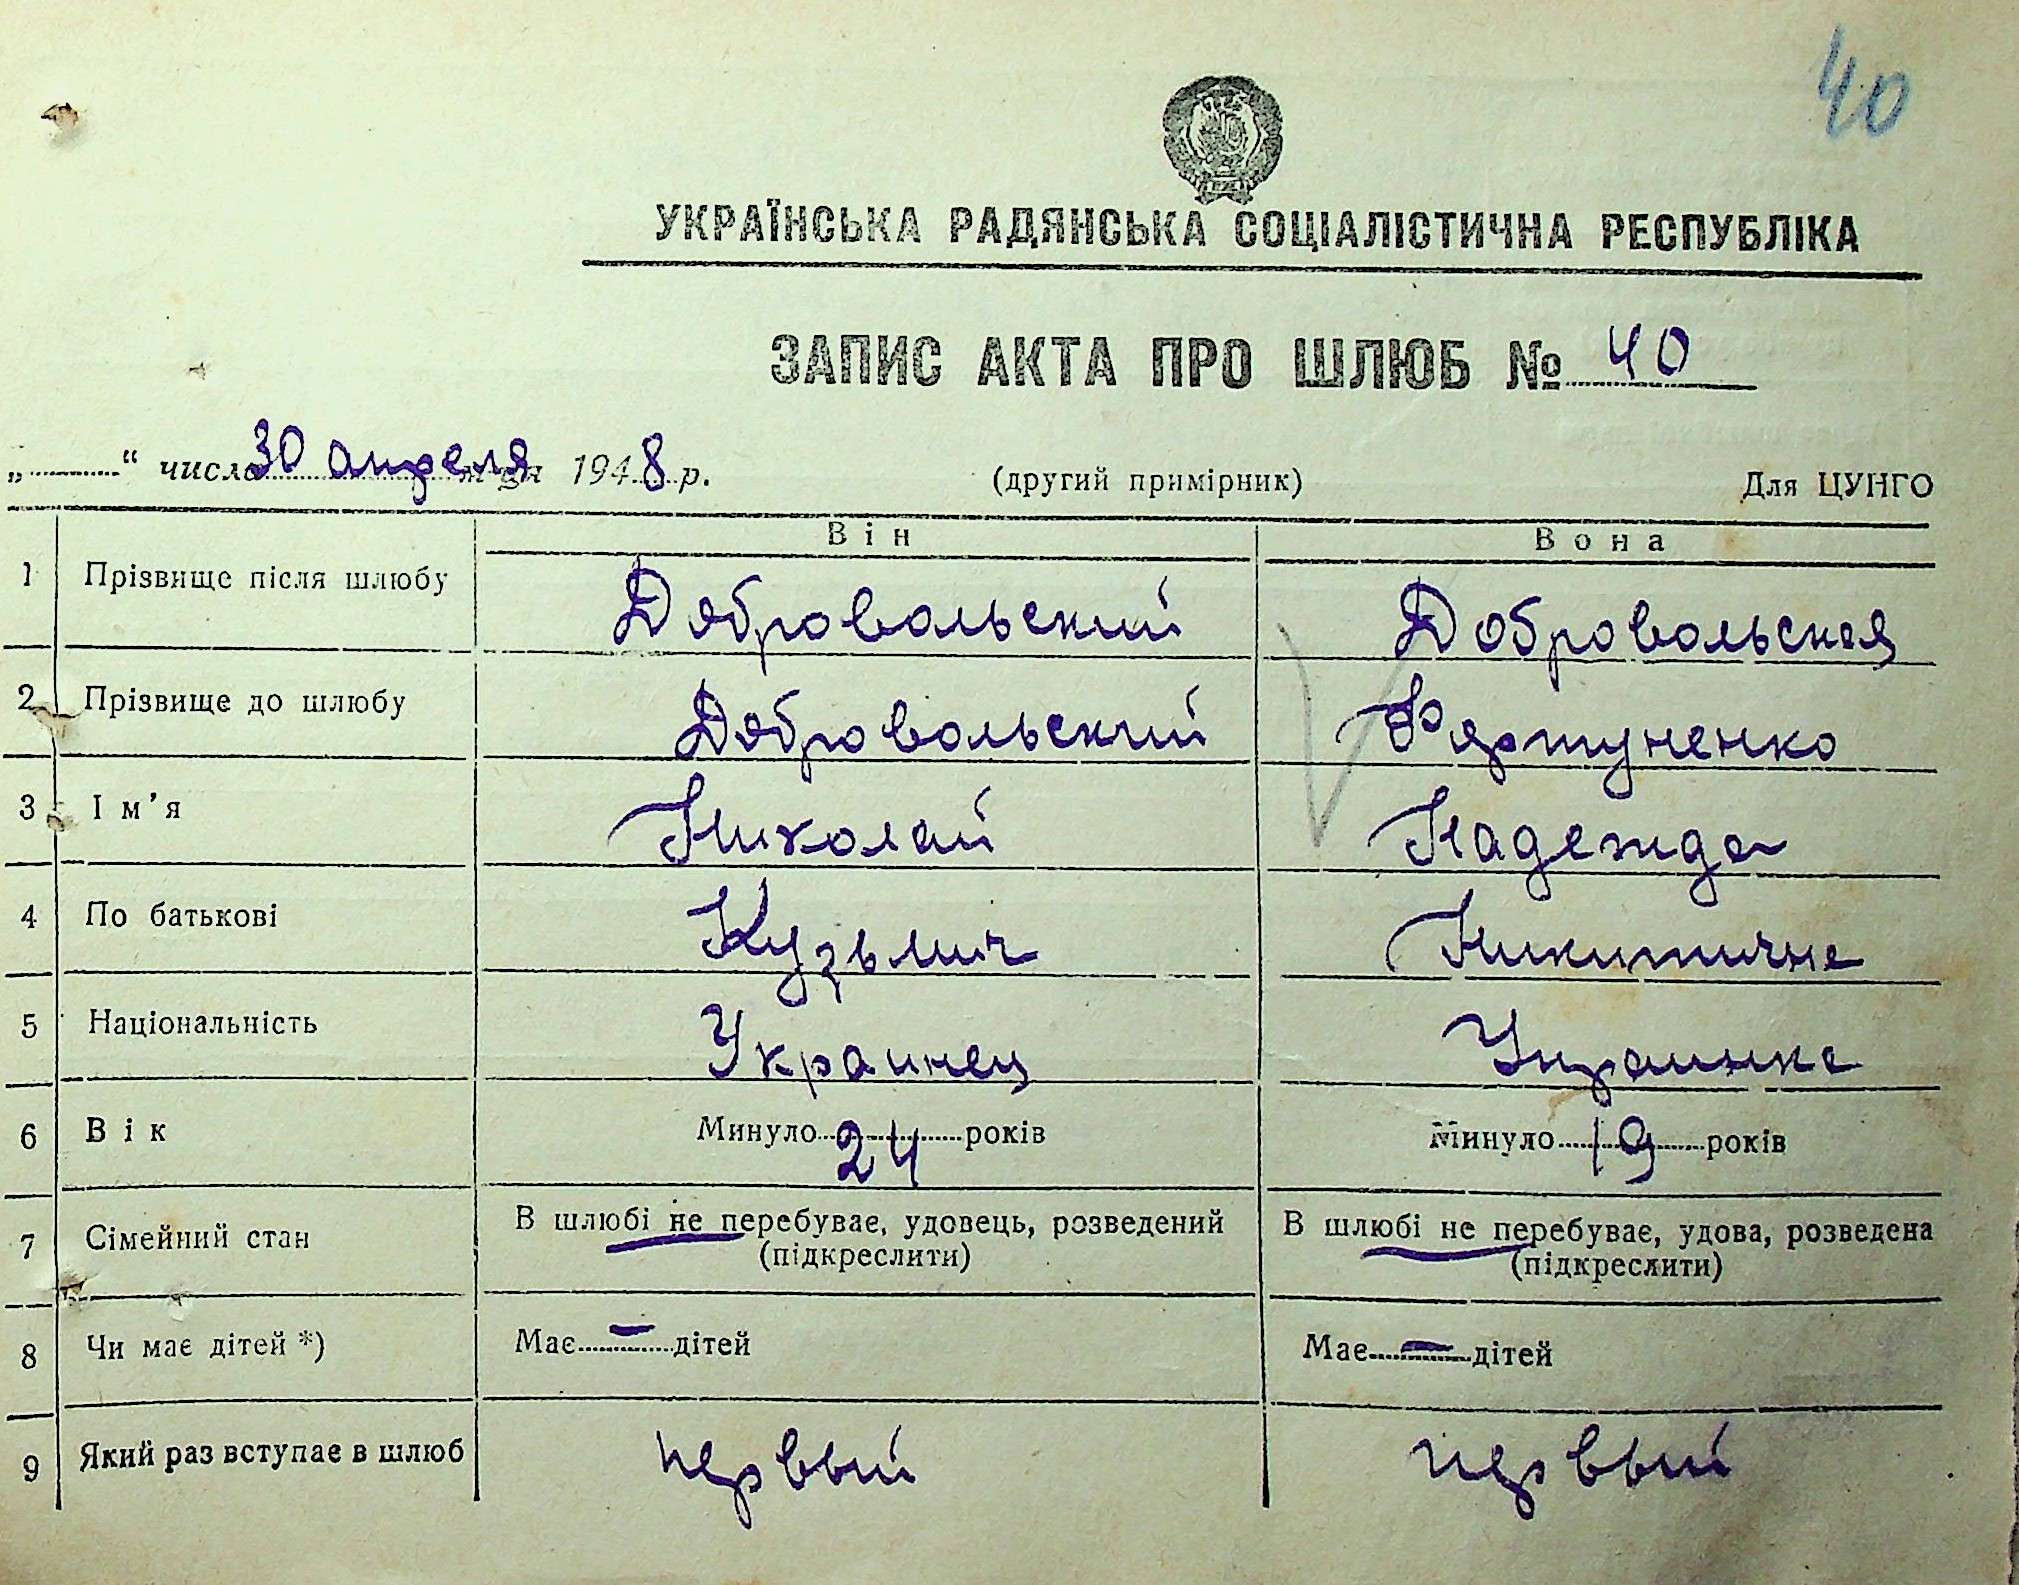 40
УКРАЇНСЬКА РАДЯНСЬКА СОЦІАЛІСТИЧНА РЕСПУБЛІКА
ЗАПИС АКТА ПРО ШЛЮБ № 40
„........“ числа 30 апреля м-ця 1948 р. (другий примірник) Для ЦУНГО
Він Вона
1 Прізвище після шлюбу Добровольский Добровольская
2 Прізвище до шлюбу Добровольский Фартуненко
3 Ім'я Николай Надежда
4 По батькові Кузьмич Никитична
5 Національність Украинец Украинка
6 Вік Минуло 24 років Минуло 19 років
7 Сімейний стан В шлюбі не перебуває, удовець, розведений В шлюбі не перебуває, удова, розведена
(підкреслити) (підкреслити)
8 Чи має дітей *) Має — дітей Має — дітей
9 Який раз вступає в шлюб первый первый